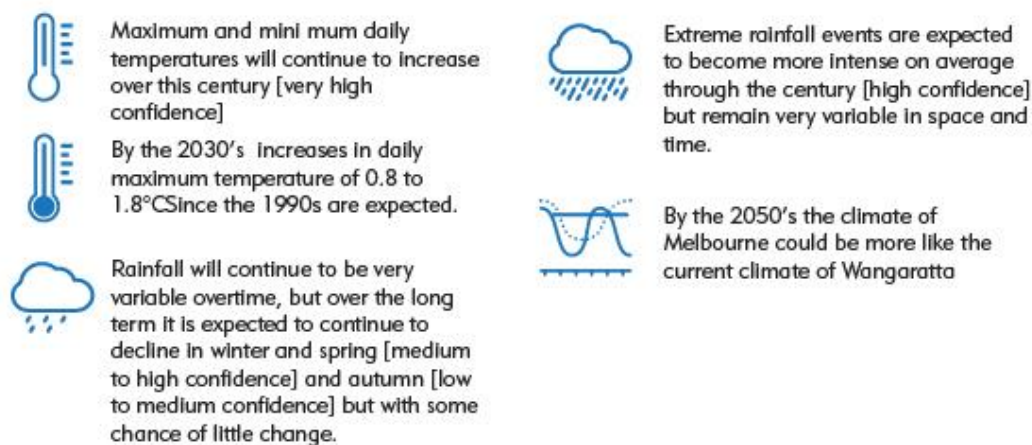 Maximum and mini mum daily
temperatures will continue to increase
over this century [very high
confidence]
By the 2030's increases in daily
maximum temperature of 0.8 to
1.8°CSince the 1990s are expected.
Rainfall will continue to be very
variable overtime, but over the long
term it is expected to continue to
decline in winter and spring [medium
to high confidence] and autumn [low
to medium confidence] but with some
chance of little change.
Extreme rainfall events are expected
to become more intense on average
through the century [high confidence]
but remain very variable in space and
time.
By the 2050's the climate of
Melbourne could be more like the
current climate of Wangaratta